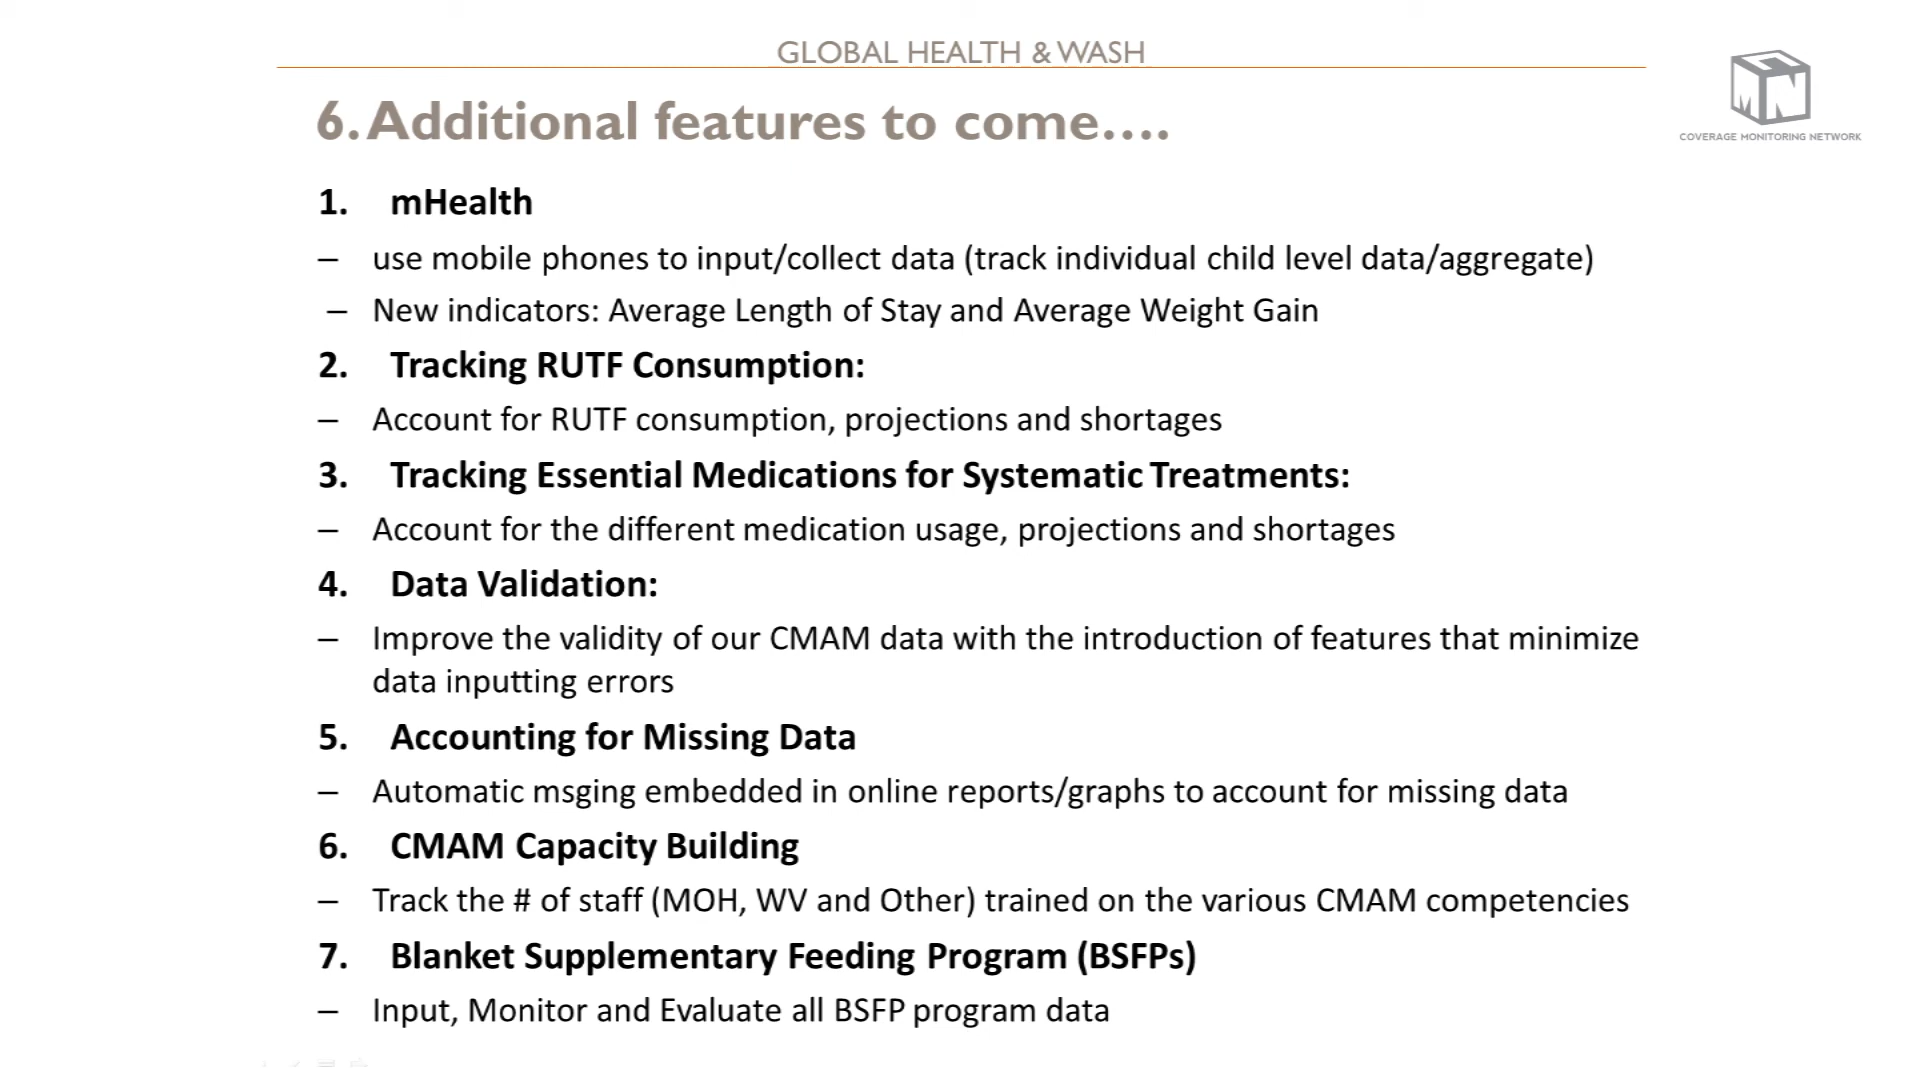 GLOBAL HEALTH & WASH
6. Additional features to come....
MN
COVERAGE MONITORING NETWORK
1. mHealth
– use mobile phones to input/collect data (track individual child level data/aggregate)
– New indicators: Average Length of Stay and Average Weight Gain
2. Tracking RUTF Consumption:
– Account for RUTF consumption, projections and shortages
3. Tracking Essential Medications for Systematic Treatments:
– Account for the different medication usage, projections and shortages
4. Data Validation:
– Improve the validity of our CMAM data with the introduction of features that minimize
data inputting errors
5. Accounting for Missing Data
– Automatic msging embedded in online reports/graphs to account for missing data
6. CMAM Capacity Building
– Track the # of staff (MOH, WV and Other) trained on the various CMAM competencies
7. Blanket Supplementary Feeding Program (BSFPs)
– Input, Monitor and Evaluate all BSFP program data